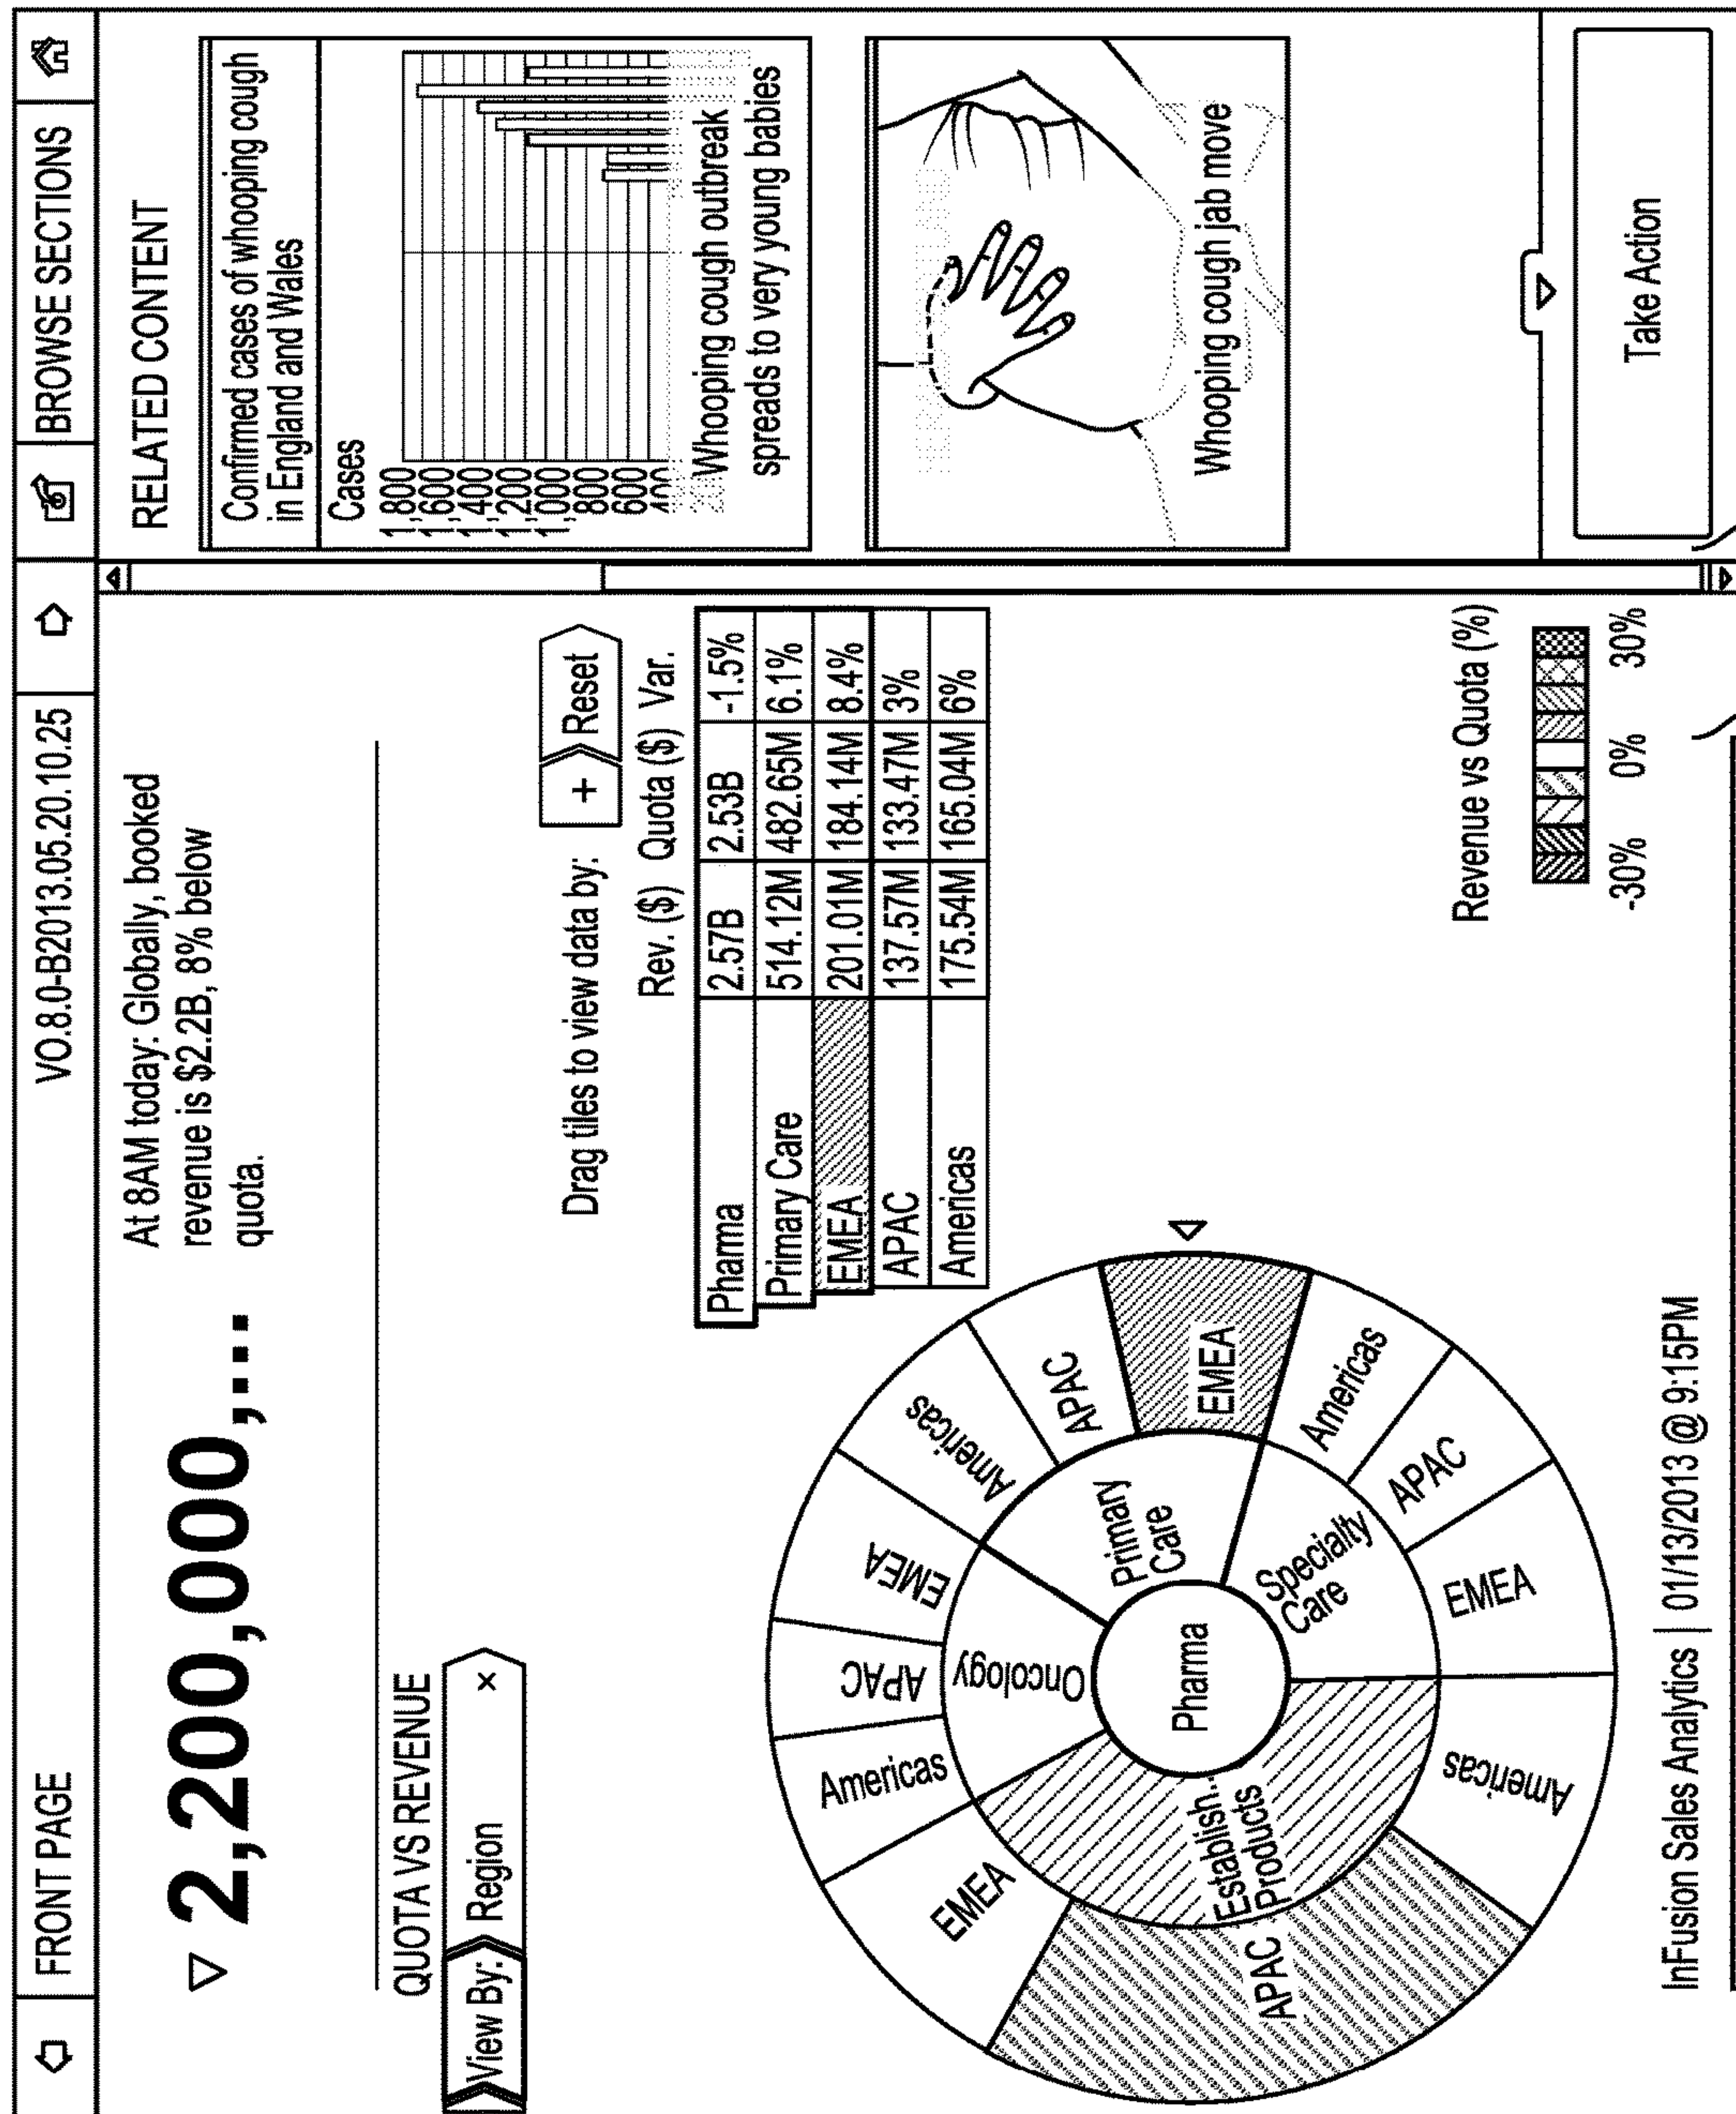 FRONT PAGE
VO.8.0-B2013.05.20.10.25
BROWSE SECTIONS
2,200,000,...
At 8AM today: Globally, booked
revenue is $2.2B, 8% below
quota.
QUOTA VS REVENUE
View By: Region ×
Drag tiles to view data by: + Reset
Rev. ($) Quota ($) Var.
Pharma 2.57B 2.53B -1.5%
Primary Care 514.12M 482.65M 6.1%
EMEA 201.01M 184.14M 8.4%
APAC 137.57M 133.47M 3%
Americas 175.54M 165.04M 6%
Pharma
Primary
Care
Specialty
Care
Establish...
Products
Oncology
EMEA
APAC
Americas
EMEA
APAC
Americas
EMEA
Americas
APAC
EMEA
Americas
APAC
Revenue vs Quota (%)
-30% 0% 30%
InFusion Sales Analytics | 01/13/2013 @ 9:15PM
RELATED CONTENT
Confirmed cases of whooping cough
in England and Wales
Cases
1,800
1,600
1,400
1,200
1,000
800
600
Whooping cough outbreak
spreads to very young babies
Whooping cough jab move
Take Action